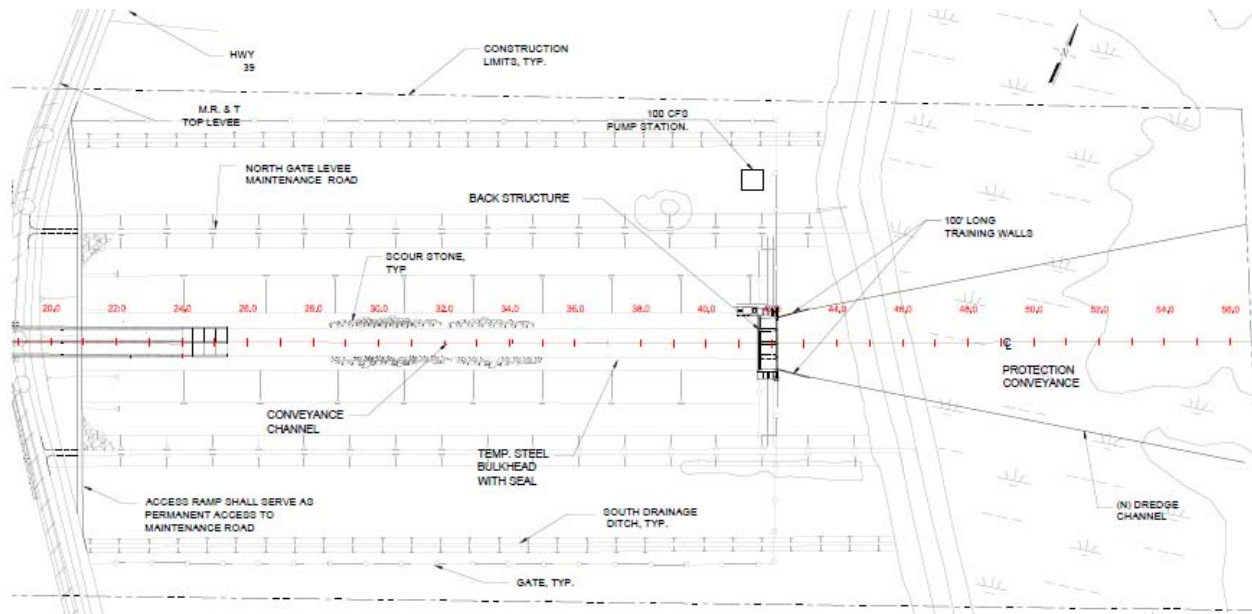 HWY
39
CONSTRUCTION
LIMITS, TYP.
N
M.R. & T
TOP LEVEE
100 CFS
PUMP STATION.
NORTH GATE LEVEE
MAINTENANCE ROAD
BACK STRUCTURE
100' LONG
TRAINING WALLS
SCOUR STONE,
TYP
20.0 22.0 24.0 26.0 30.0 32.0 34.0 36.0 38.0 40.0 46.0 48.0 50.0 52.0 54.0 56.0
PROTECTION
CONVEYANCE
CONVEYANCE
CHANNEL
TEMP. STEEL
BULKHEAD
WITH SEAL
ACCESS RAMP SHALL SERVE AS
PERMANENT ACCESS TO
MAINTENANCE ROAD
SOUTH DRAINAGE
DITCH, TYP.
(N) DREDGE
CHANNEL
GATE, TYP.